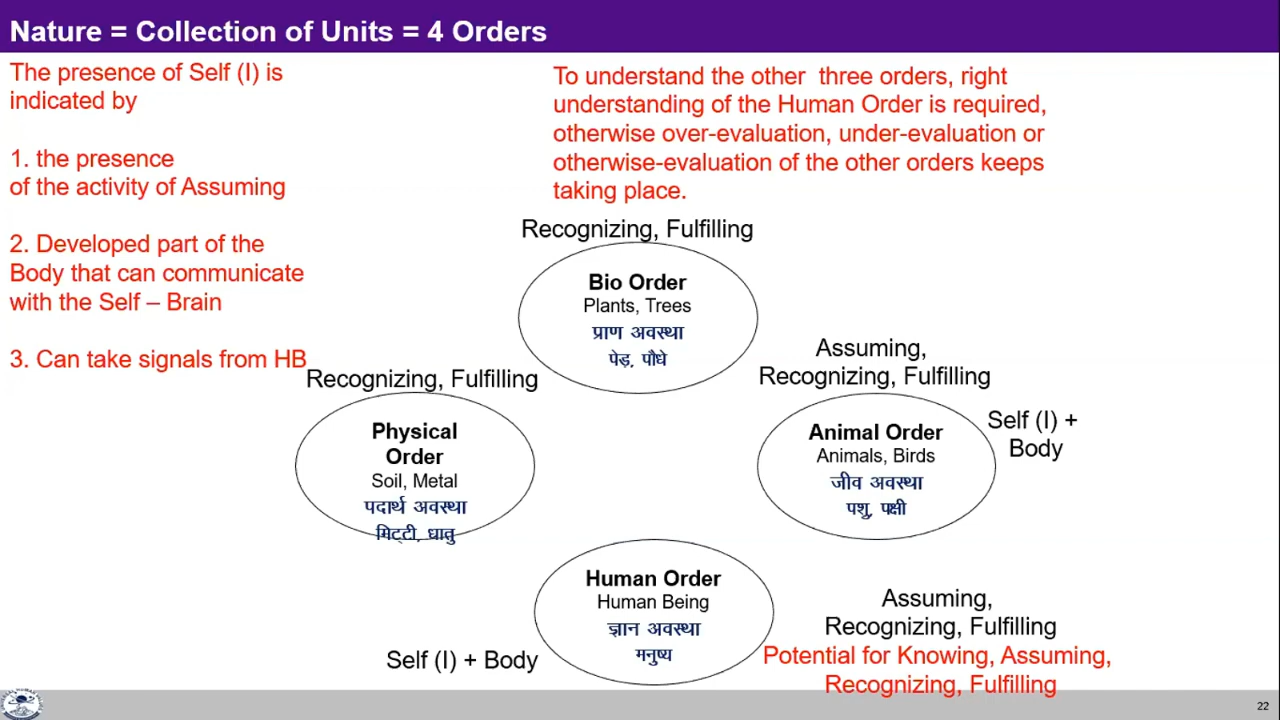 Nature = Collection of Units = 4 Orders
The presence of Self (I) is
indicated by
1. the presence
of the activity of Assuming
2. Developed part of the
Body that can communicate
with the Self – Brain
3. Can take signals from HB
To understand the other three orders, right
understanding of the Human Order is required,
otherwise over-evaluation, under-evaluation or
otherwise-evaluation of the other orders keeps
taking place.
Recognizing, Fulfilling
Bio Order
Plants, Trees
प्राण अवस्था
पेड़, पौधे
Recognizing, Fulfilling
Physical
Order
Soil, Metal
पदार्थ अवस्था
मिट्टी, धातु
Assuming,
Recognizing, Fulfilling
Animal Order
Animals, Birds
जीव अवस्था
पशु, पक्षी
Self (I) +
Body
Human Order
Human Being
ज्ञान अवस्था
मनुष्य
Self (I) + Body
Assuming,
Recognizing, Fulfilling
Potential for Knowing, Assuming,
Recognizing, Fulfilling
22